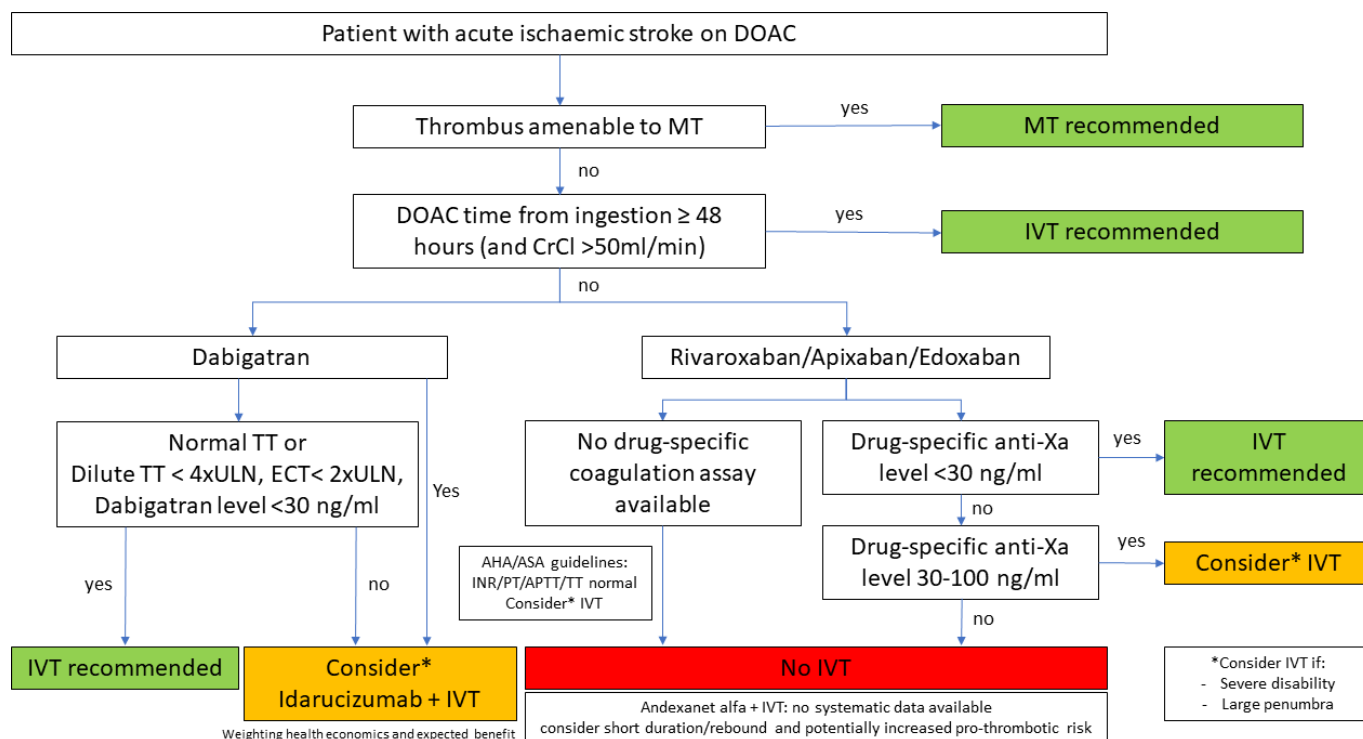 Patient with acute ischaemic stroke on DOAC
Thrombus amenable to MT
yes
MT recommended
no
DOAC time from ingestion ≥ 48
hours (and CrCl >50ml/min)
yes
IVT recommended
no
Dabigatran
Rivaroxaban/Apixaban/Edoxaban
Normal TT or
Dilute TT < 4xULN, ECT< 2xULN,
Dabigatran level <30 ng/ml
Yes
No drug-specific
coagulation assay
available
Drug-specific anti-Xa
level <30 ng/ml
yes
IVT
recommended
no
AHA/ASA guidelines:
INR/PT/APTT/TT normal
Consider* IVT
Drug-specific anti-Xa
level 30-100 ng/ml
yes
Consider* IVT
yes
no
no
IVT recommended
Consider*
Idarucizumab + IVT
Weighting health economics and expected benefit
No IVT
Andexanet alfa + IVT: no systematic data available
consider short duration/rebound and potentially increased pro-thrombotic risk
*Consider IVT if:
- Severe disability
- Large penumbra